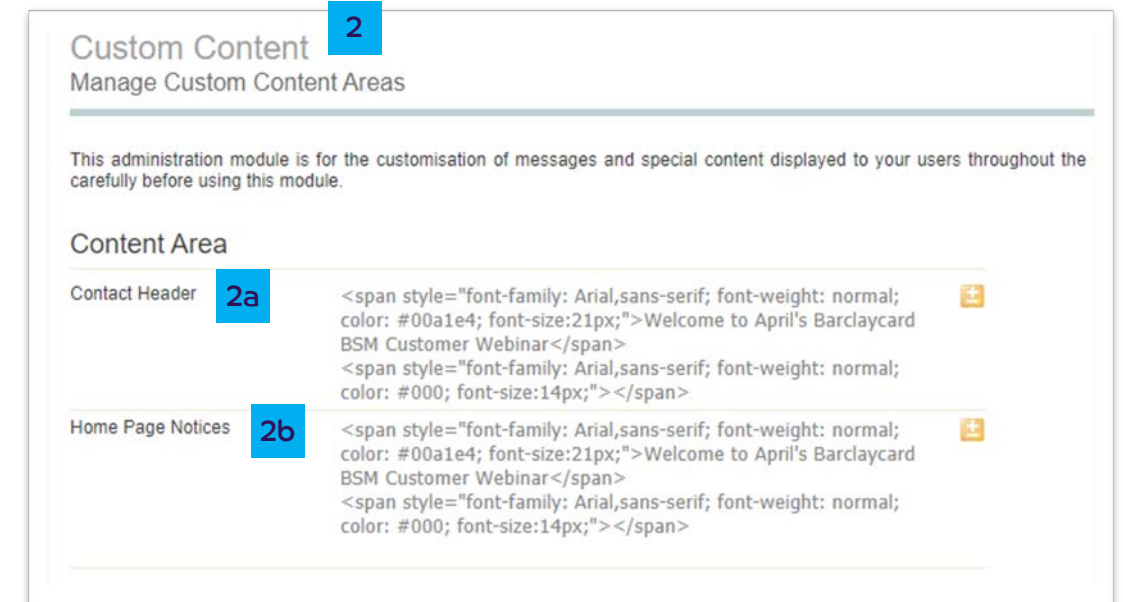 Custom Content
2
Manage Custom Content Areas
This administration module is for the customisation of messages and special content displayed to your users throughout the
carefully before using this module.
Content Area
Contact Header
2a
<span style="font-family: Arial,sans-serif; font-weight: normal;
color: #00a1e4; font-size:21px;">Welcome to April's Barclaycard
BSM Customer Webinar</span>
<span style="font-family: Arial,sans-serif; font-weight: normal;
color: #000; font-size:14px;"></span>
Home Page Notices
2b
<span style="font-family: Arial,sans-serif; font-weight: normal;
color: #00a1e4; font-size:21px;">Welcome to April's Barclaycard
BSM Customer Webinar</span>
<span style="font-family: Arial,sans-serif; font-weight: normal;
color: #000; font-size:14px;"></span>